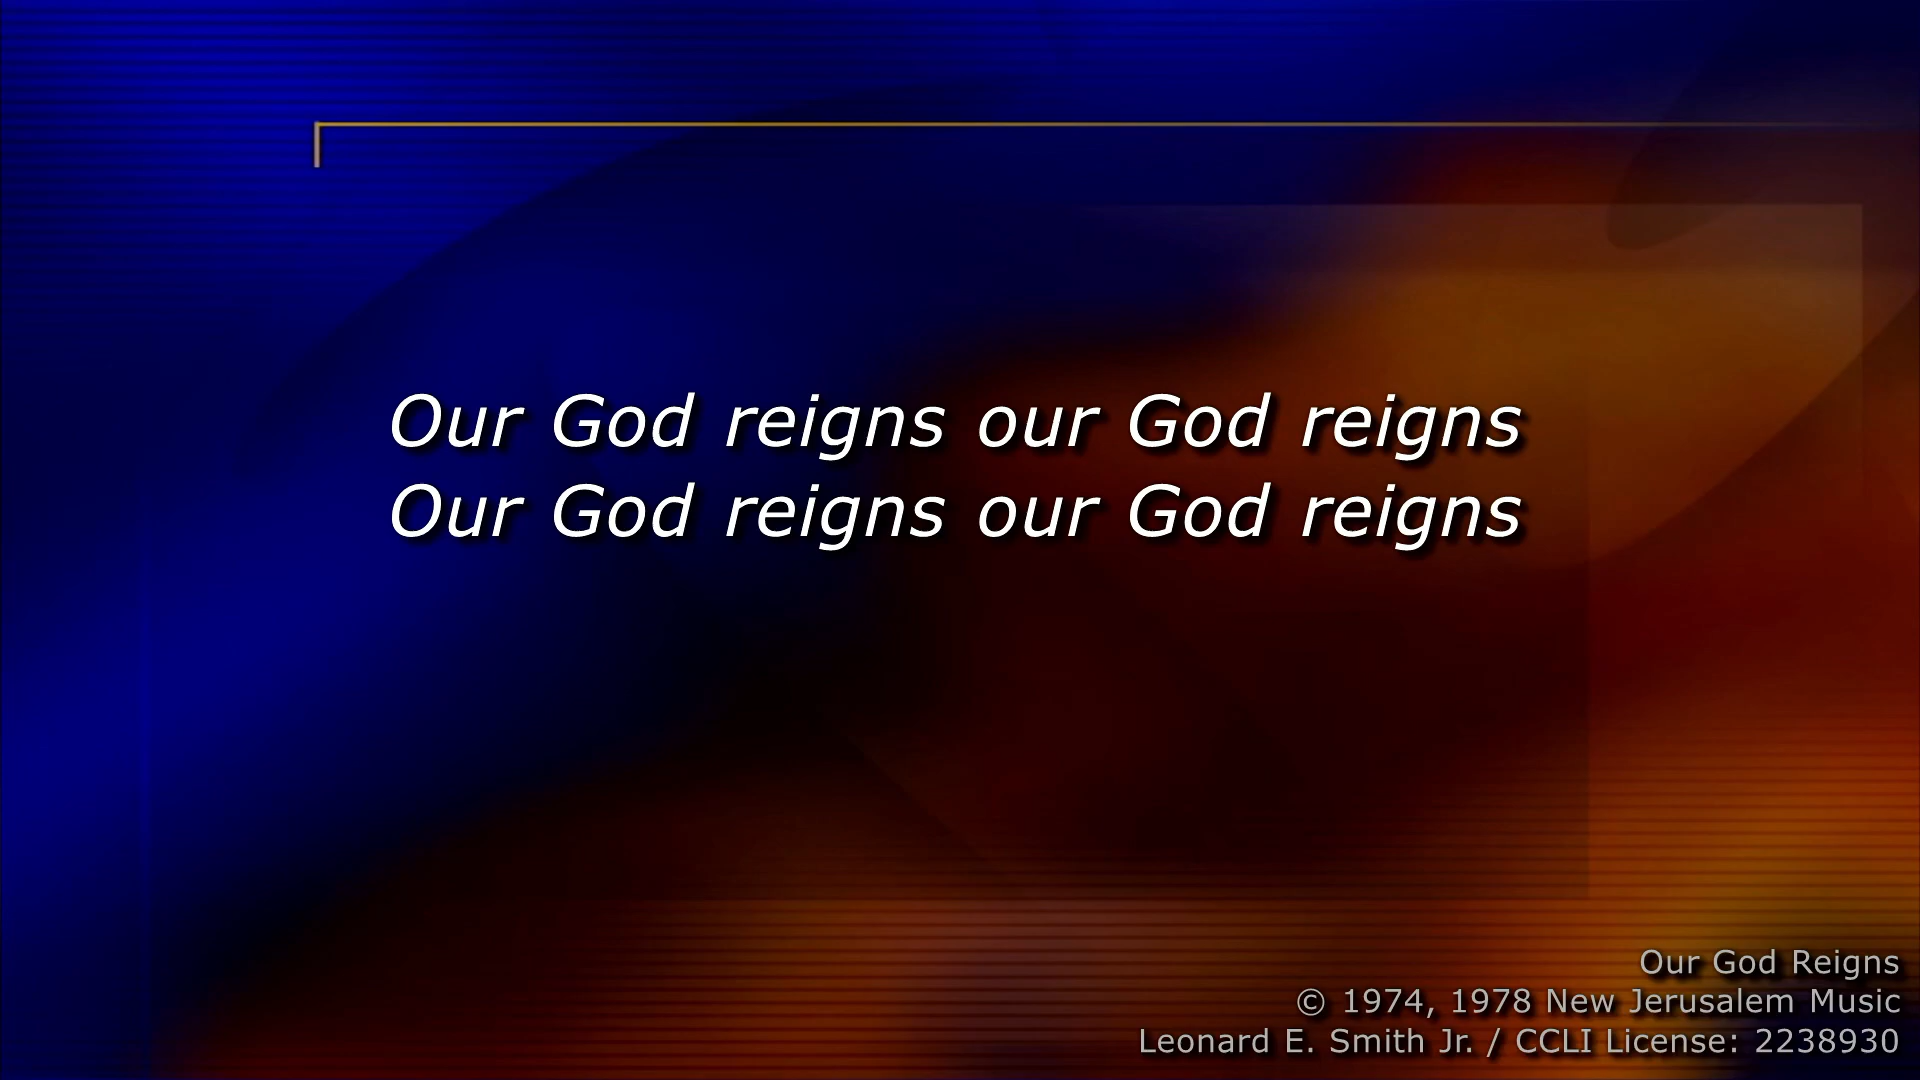 Our God reigns our God reigns
Our God reigns our God reigns
Our God Reigns
© 1974, 1978 New Jerusalem Music
Leonard E. Smith Jr. / CCLI License: 2238930